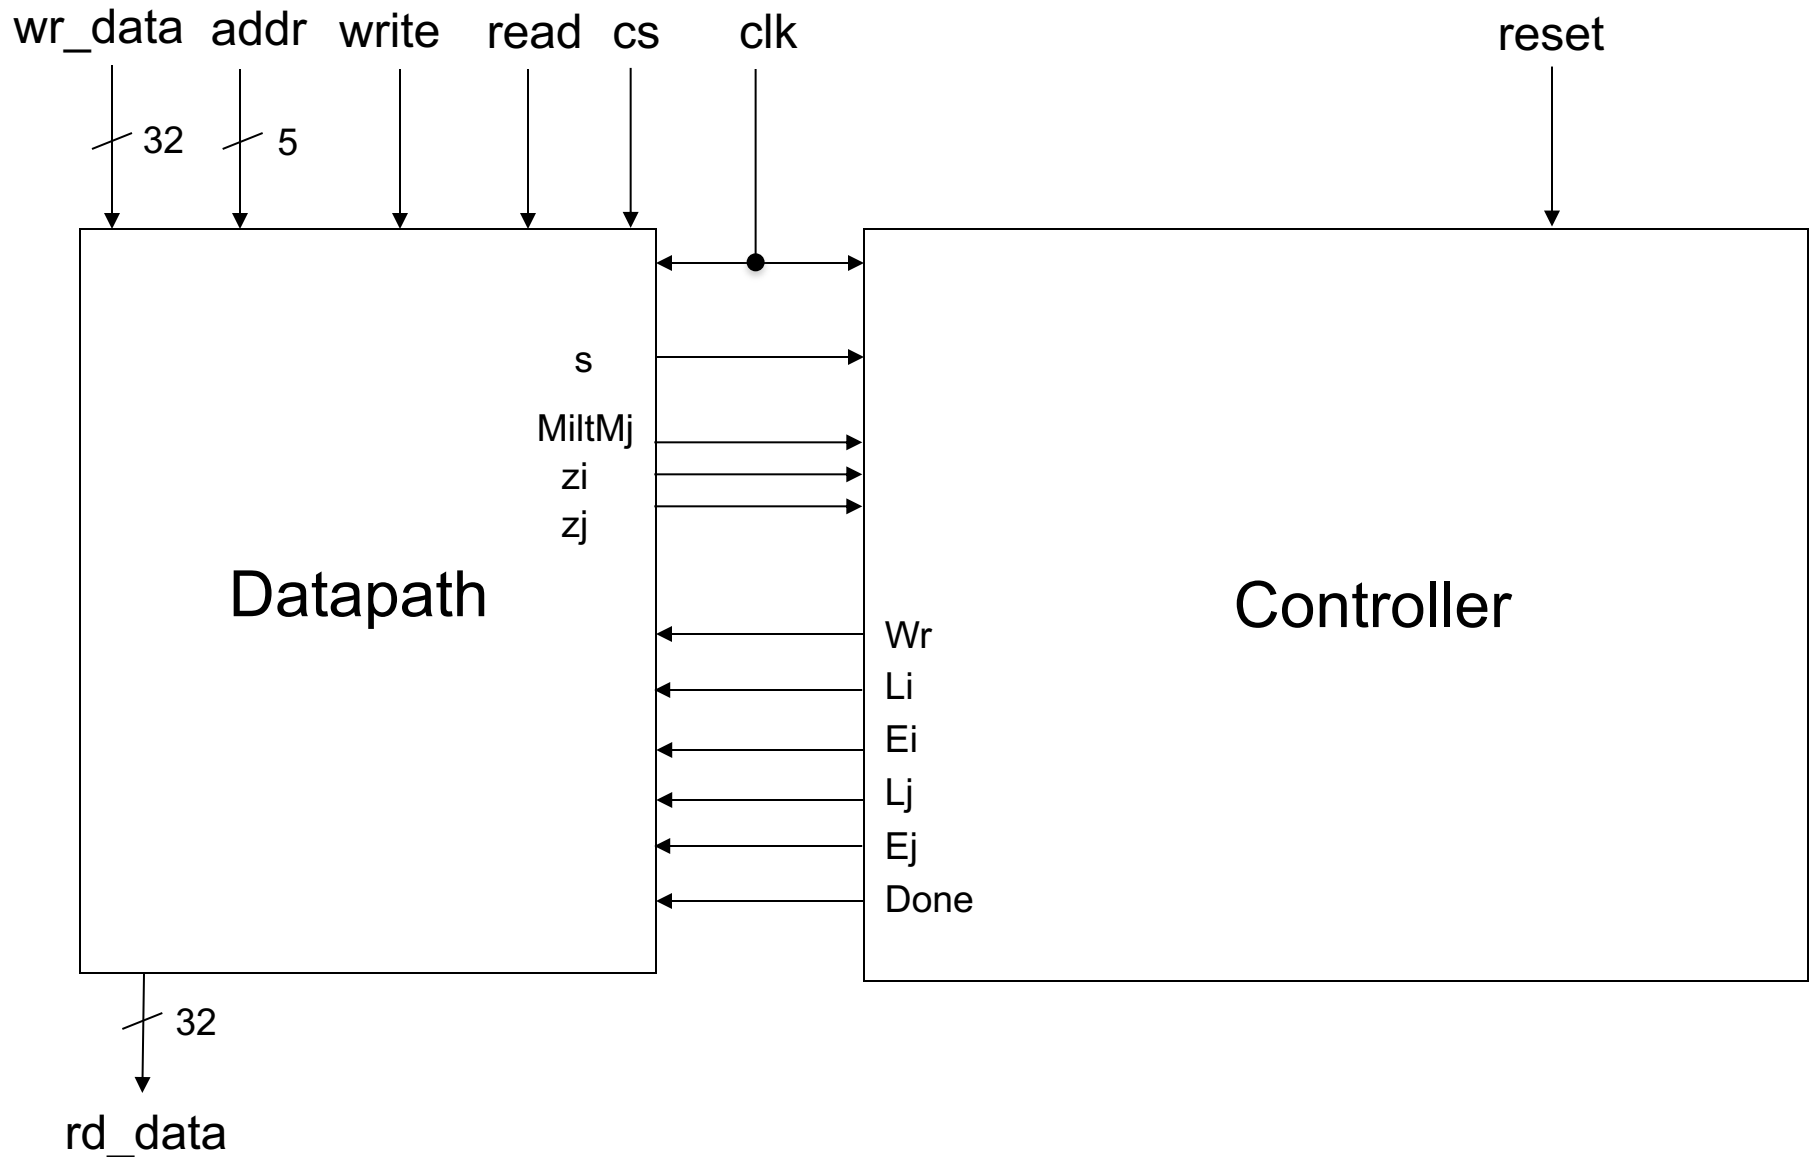 wr_data addr write read cs clk reset
32 5
s
MiltMj
zi
zj
Datapath Controller
Wr
Li
Ei
Lj
Ej
Done
32
rd_data